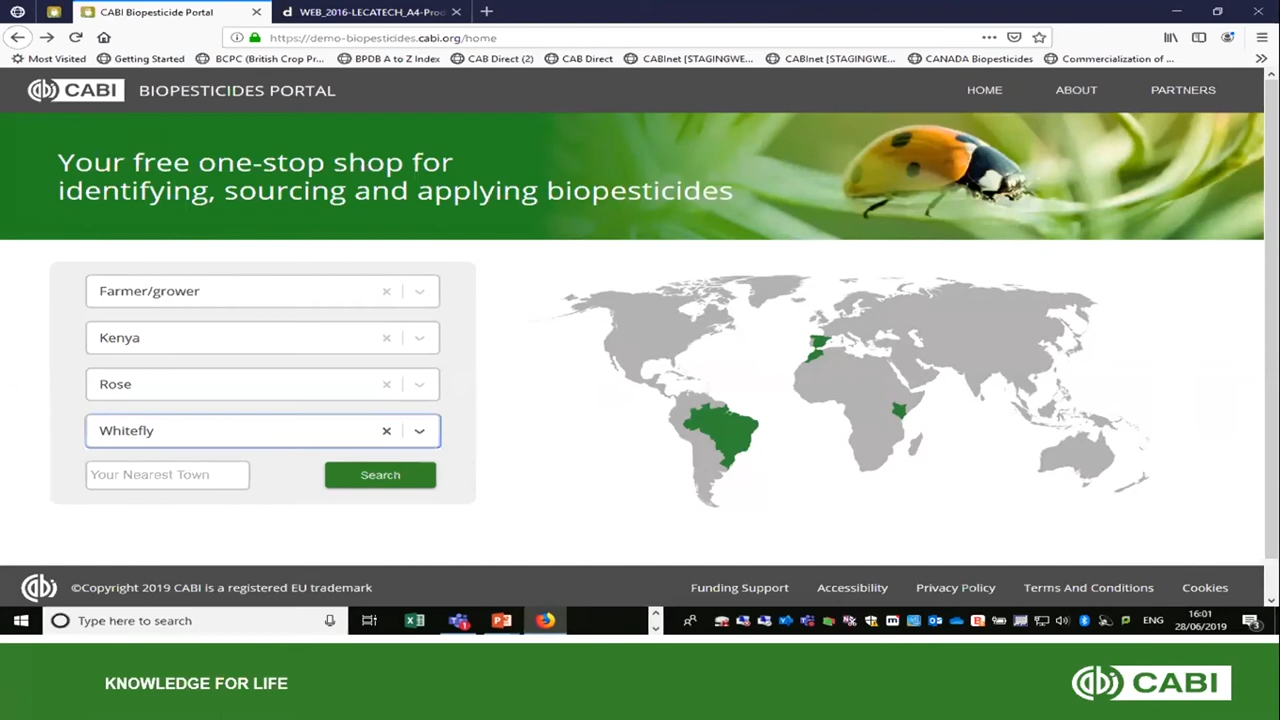 CABI Biopesticide Portal
WEB_2016-LECATECH_A4-Prod
https://demo-biopesticides.cabi.org/home
Most Visited
Getting Started
BCPC (British Crop Pr...
BPDB A to Z Index
CAB Direct (2)
CAB Direct
CABInet [STAGINGWE...
CABInet [STAGINGWE...
CANADA Biopesticides
Commercialization of ...
CABI
BIOPESTICIDES PORTAL
HOME
ABOUT
PARTNERS
Your free one-stop shop for
identifying, sourcing and applying biopesticides
Farmer/grower
Kenya
Rose
Whitefly
Your Nearest Town
Search
©Copyright 2019 CABI is a registered EU trademark
Funding Support
Accessibility
Privacy Policy
Terms And Conditions
Cookies
Type here to search
ENG
16:01
28/06/2019
KNOWLEDGE FOR LIFE
CABI